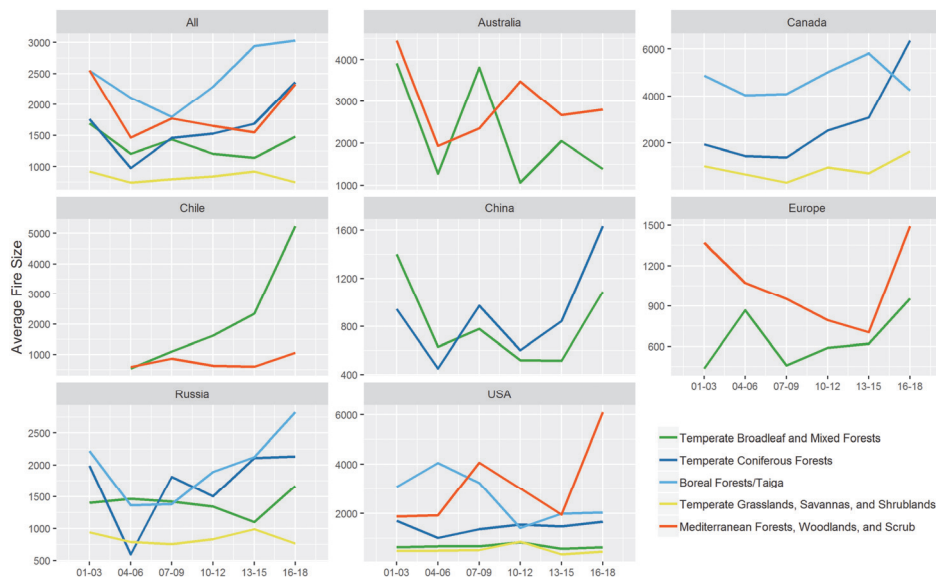 All
Australia
Canada
3000
2500
2000
1500
1000
4000
3000
2000
1000
6000
4000
2000
Chile
China
Europe
Average Fire Size
5000
4000
3000
2000
1000
1600
1200
800
400
1500
1200
900
600
01-03 04-06 07-09 10-12 13-15 16-18
Russia
USA
2500
2000
1500
1000
500
6000
4000
2000
01-03 04-06 07-09 10-12 13-15 16-18
01-03 04-06 07-09 10-12 13-15 16-18
Temperate Broadleaf and Mixed Forests
Temperate Coniferous Forests
Boreal Forests/Taiga
Temperate Grasslands, Savannas, and Shrublands
Mediterranean Forests, Woodlands, and Scrub